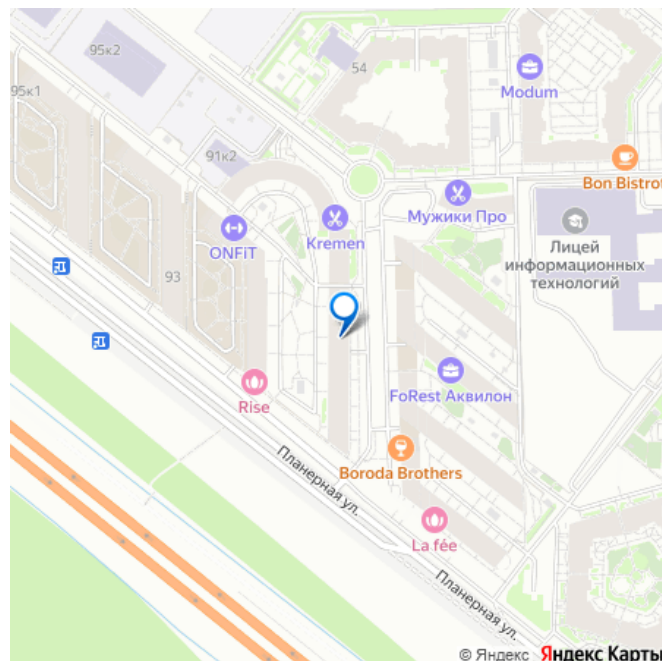 95к2
54
Modum
95к1
91к2
Bon Bistrot
Мужики Про
Kremen
ONFIT
Лицей
информационных
технологий
93
FoRest Аквилон
Rise
Boroda Brothers
Планерная ул.
La fée
Планерная ул.
© Яндекс Яндекс Карты